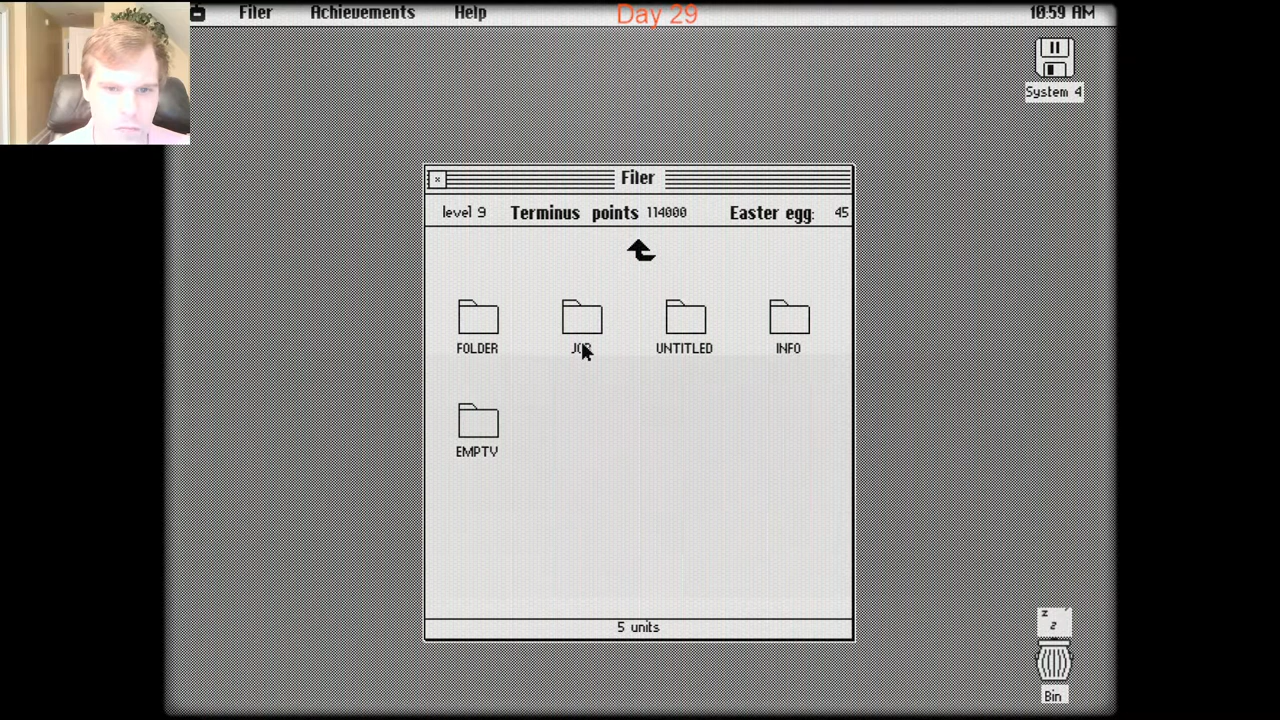 Filer Achievements Help Day 29 10:59 AM
System 4
Filer
level 9 Terminus points 114000 Easter egg: 45
FOLDER JOB UNTITLED INFO
EMPTY
5 units
z
z
Bin